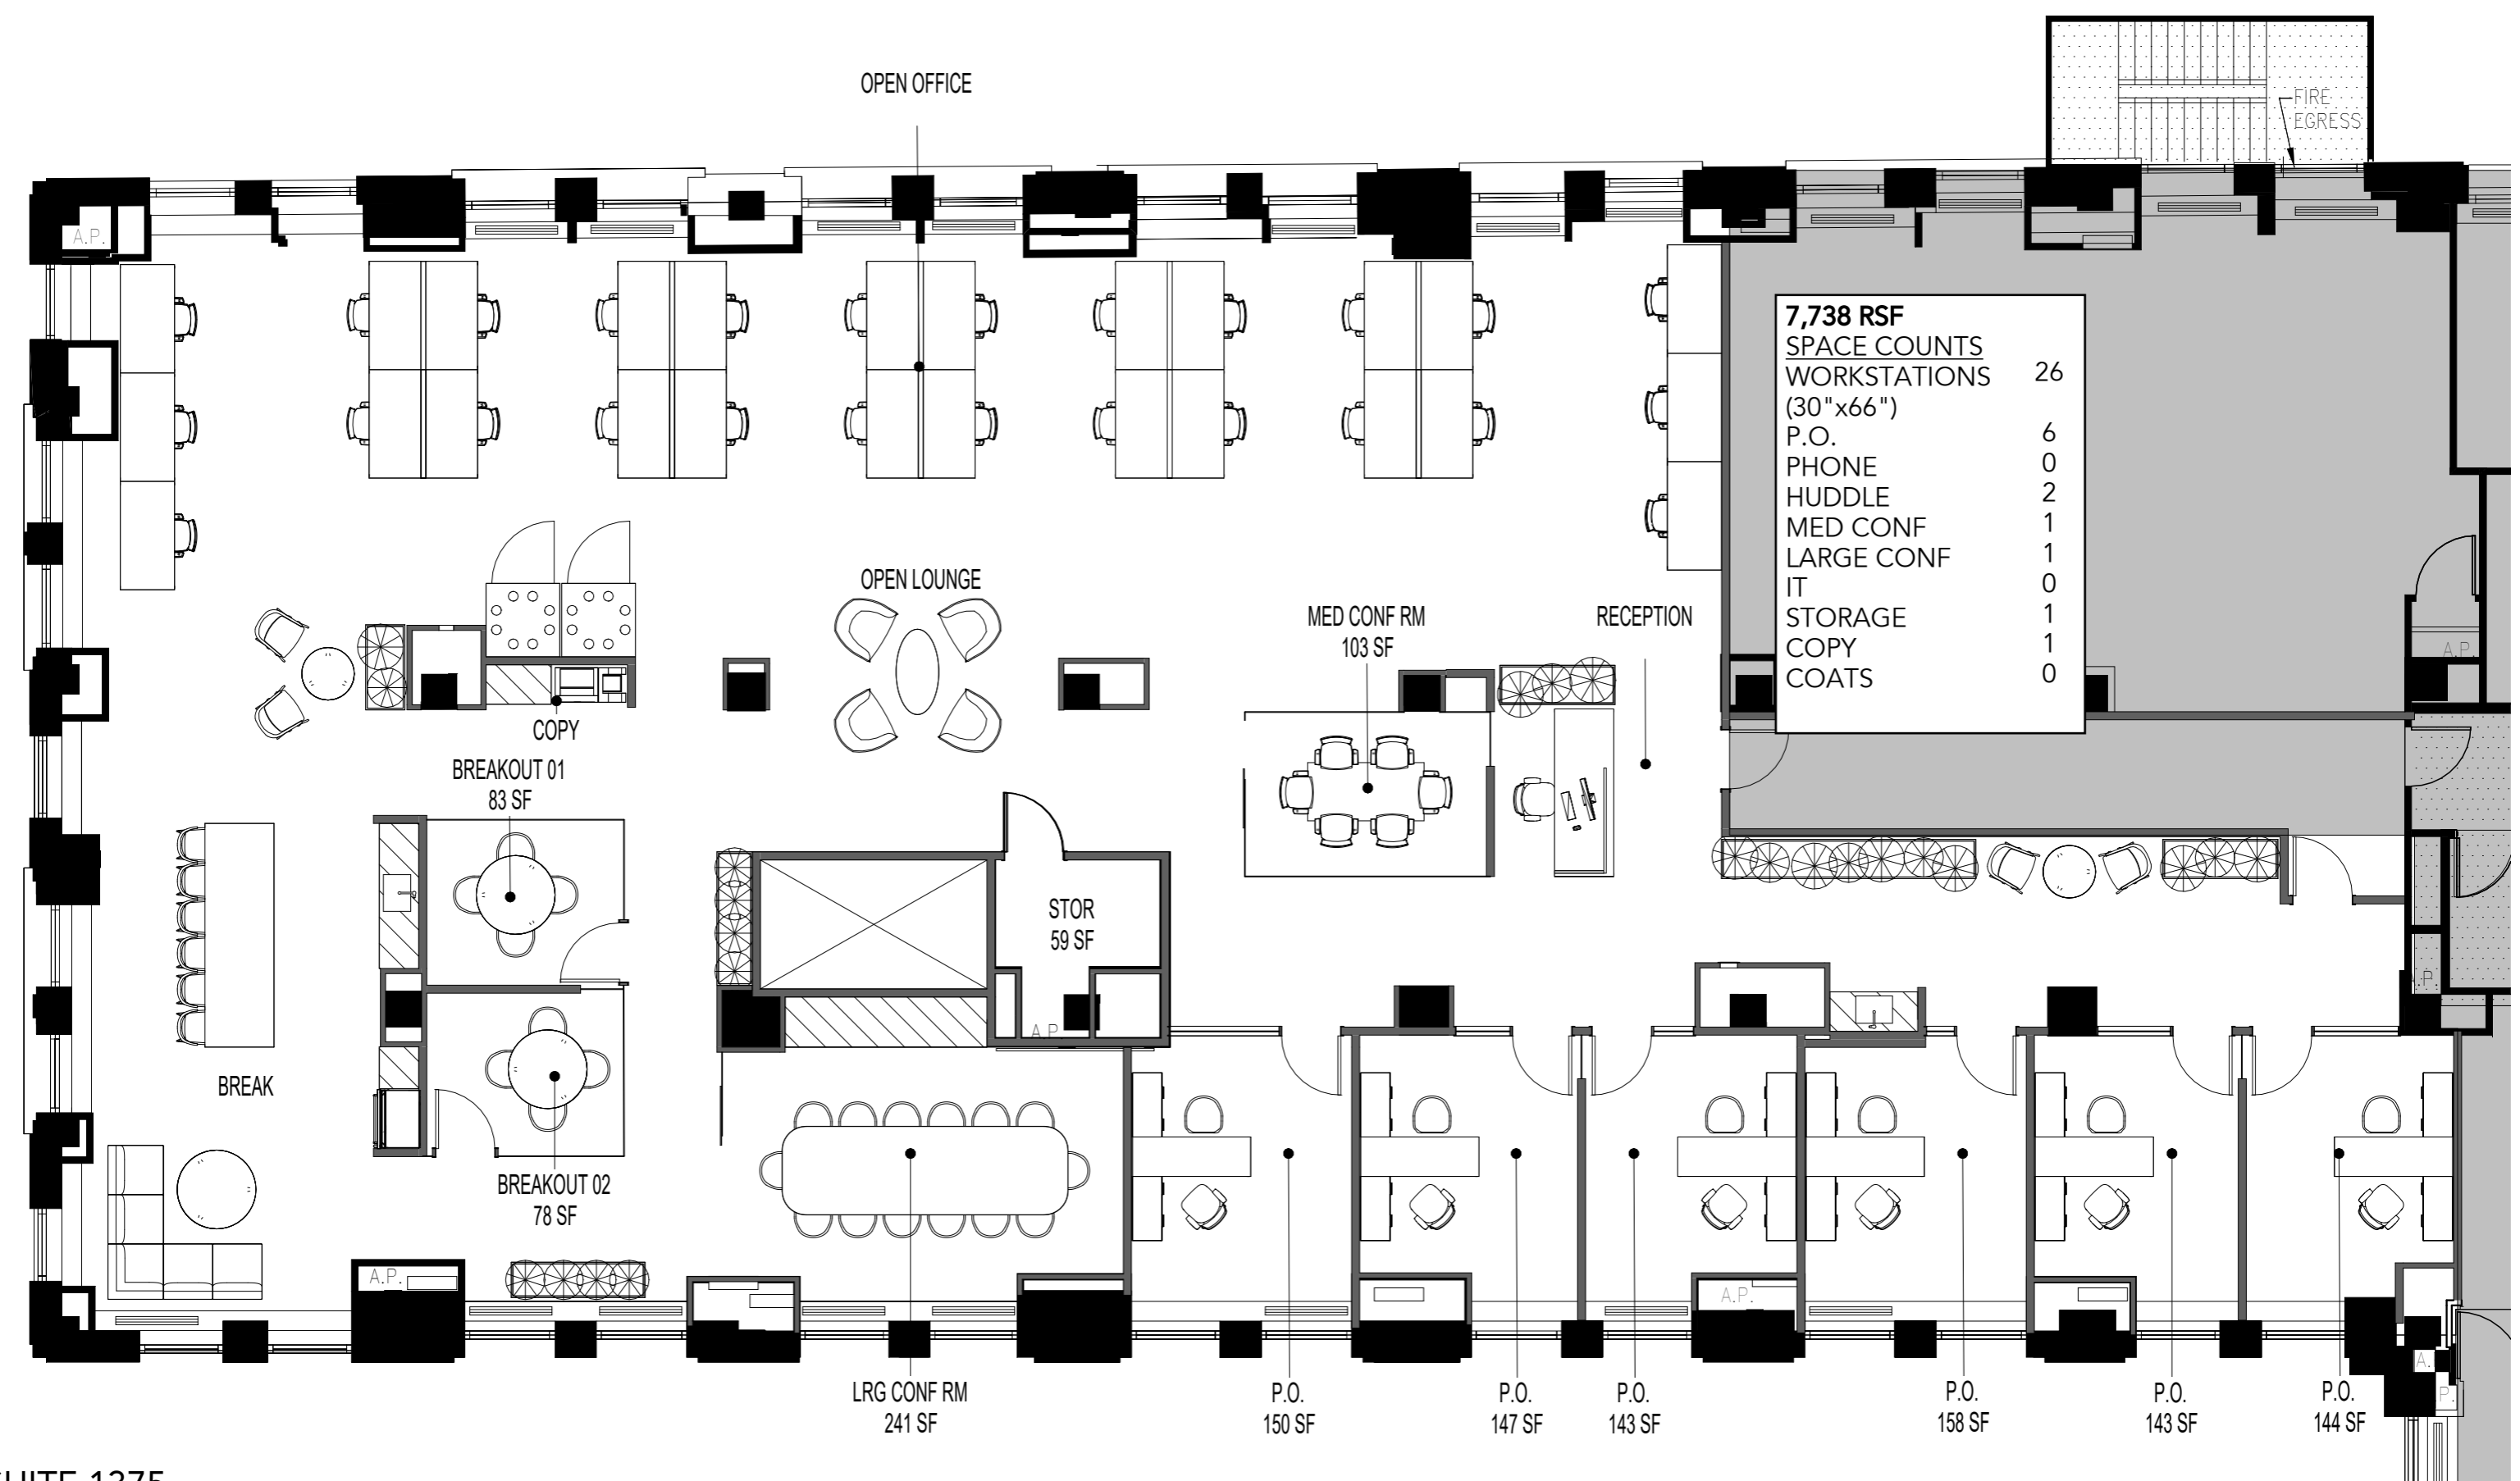 OPEN OFFICE
FIRE
EGRESS
A.P.
7,738 RSF
SPACE COUNTS
WORKSTATIONS 26
(30"x66")
P.O. 6
PHONE 0
HUDDLE 2
MED CONF 1
LARGE CONF 1
IT 0
STORAGE 1
COPY 1
COATS 0
OPEN LOUNGE
MED CONF RM
103 SF
RECEPTION
A.P.
COPY
BREAKOUT 01
83 SF
STOR
59 SF
A.P.
A.P.
BREAK
BREAKOUT 02
78 SF
A.P.
A.P.
A.
P.
LRG CONF RM
241 SF
P.O.
150 SF
P.O.
147 SF
P.O.
143 SF
P.O.
158 SF
P.O.
143 SF
P.O.
144 SF
1375